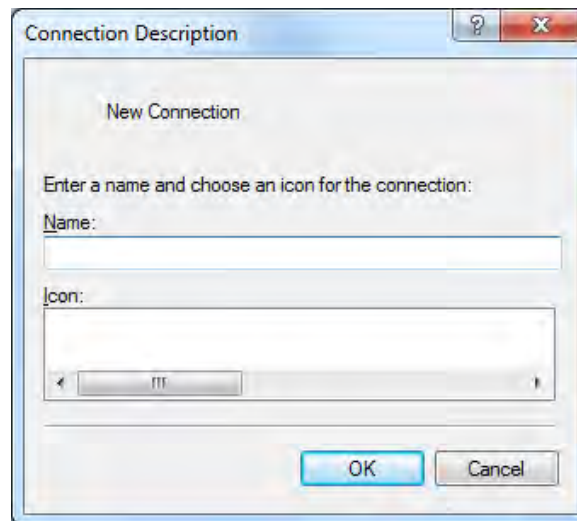 Connection Description
?
X
New Connection
Enter a name and choose an icon for the connection:
Name:
Icon:
OK
Cancel